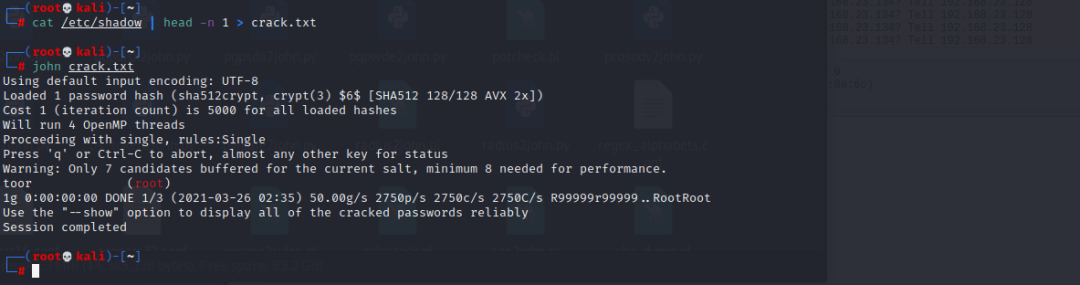 ┌──(root💀kali)-[~]
└─# cat /etc/shadow | head -n 1 > crack.txt
┌──(root💀kali)-[~]
└─# john crack.txt
Using default input encoding: UTF-8
Loaded 1 password hash (sha512crypt, crypt(3) $6$ [SHA512 128/128 AVX 2x])
Cost 1 (iteration count) is 5000 for all loaded hashes
Will run 4 OpenMP threads
Proceeding with single, rules:Single
Press 'q' or Ctrl-C to abort, almost any other key for status
Warning: Only 7 candidates buffered for the current salt, minimum 8 needed for performance.
toor             (root)
1g 0:00:00:00 DONE 1/3 (2021-03-26 02:35) 50.00g/s 2750p/s 2750c/s 2750C/s R99999r99999..RootRoot
Use the "--show" option to display all of the cracked passwords reliably
Session completed
┌──(root💀kali)-[~]
└─#